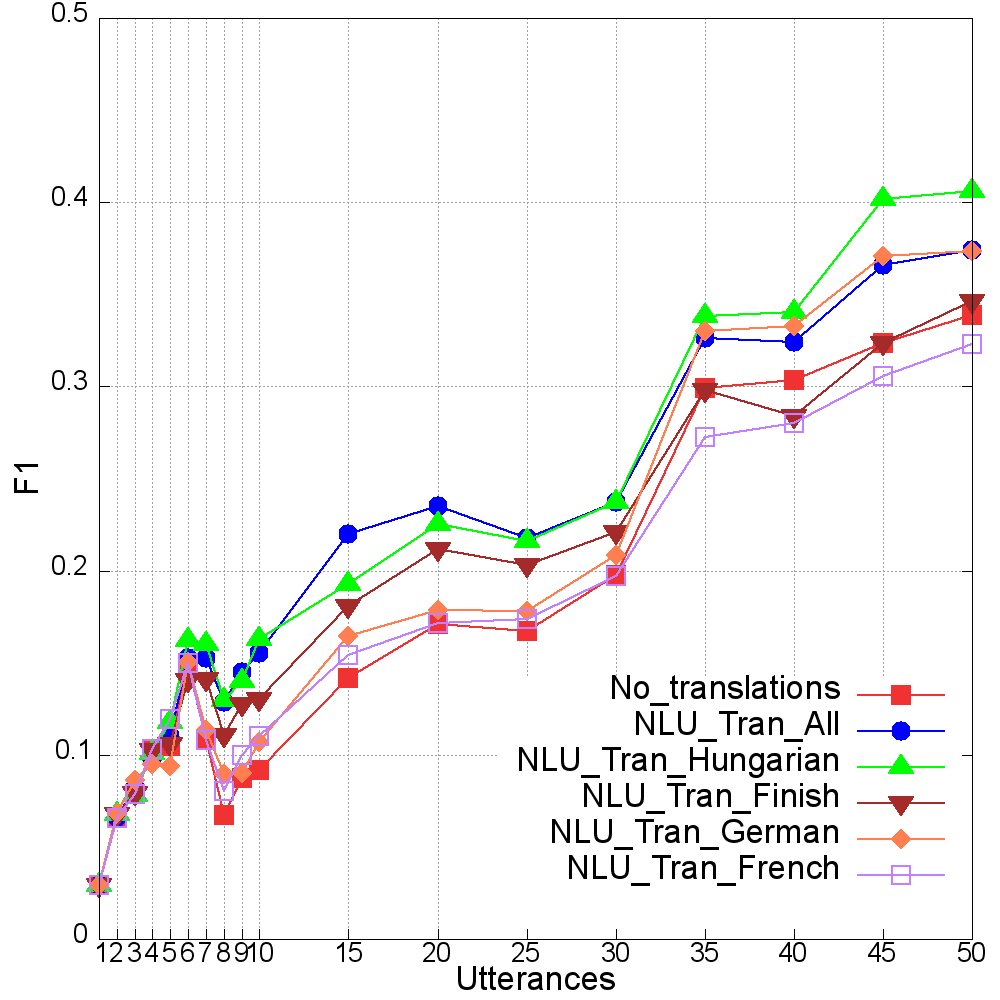 0.5
0.4
0.3
0.2
0.1
0
F1
No_translations
NLU_Tran_All
NLU_Tran_Hungarian
NLU_Tran_Finish
NLU_Tran_German
NLU_Tran_French
1 2 3 4 5 6 7 8 9 10 15 20 25 30 35 40 45 50
Utterances